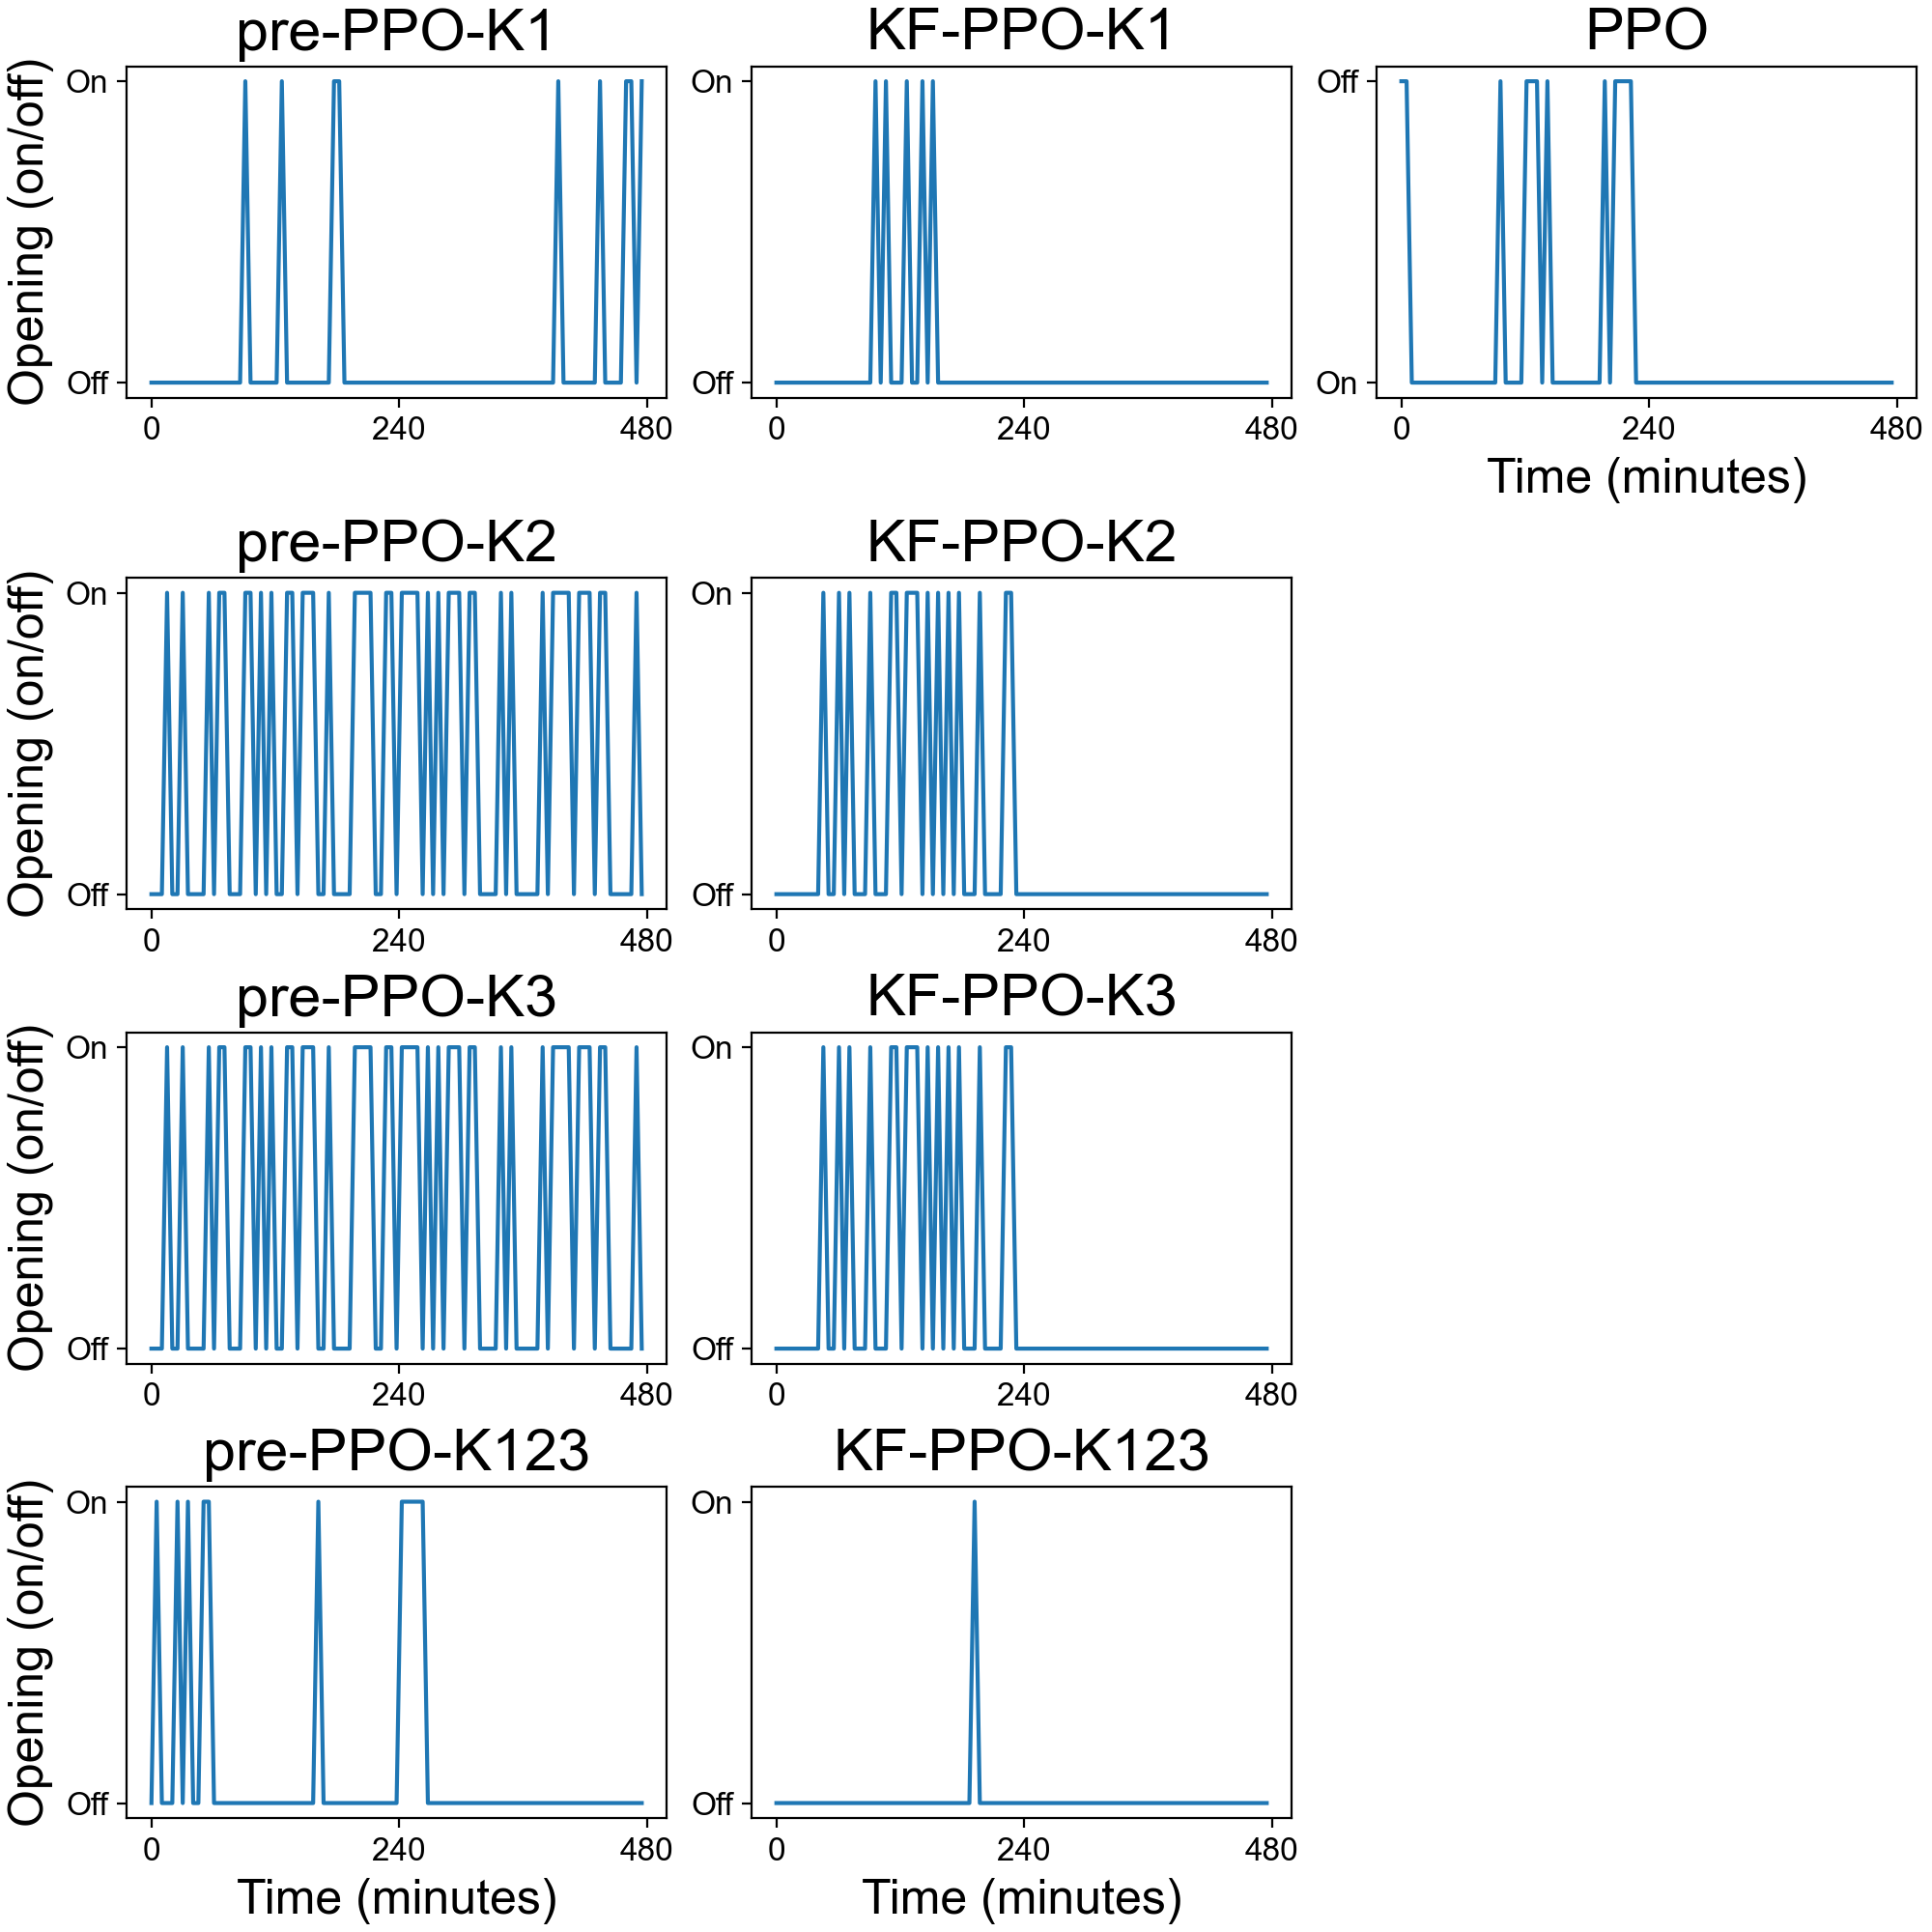 pre-PPO-K1
KF-PPO-K1
PPO
Opening (on/off)
On
Off
0 240 480
On
Off
0 240 480
Off
On
0 240 480
Time (minutes)
pre-PPO-K2
KF-PPO-K2
Opening (on/off)
On
Off
0 240 480
On
Off
0 240 480
pre-PPO-K3
KF-PPO-K3
Opening (on/off)
On
Off
0 240 480
On
Off
0 240 480
pre-PPO-K123
KF-PPO-K123
Opening (on/off)
On
Off
0 240 480
Time (minutes)
On
Off
0 240 480
Time (minutes)